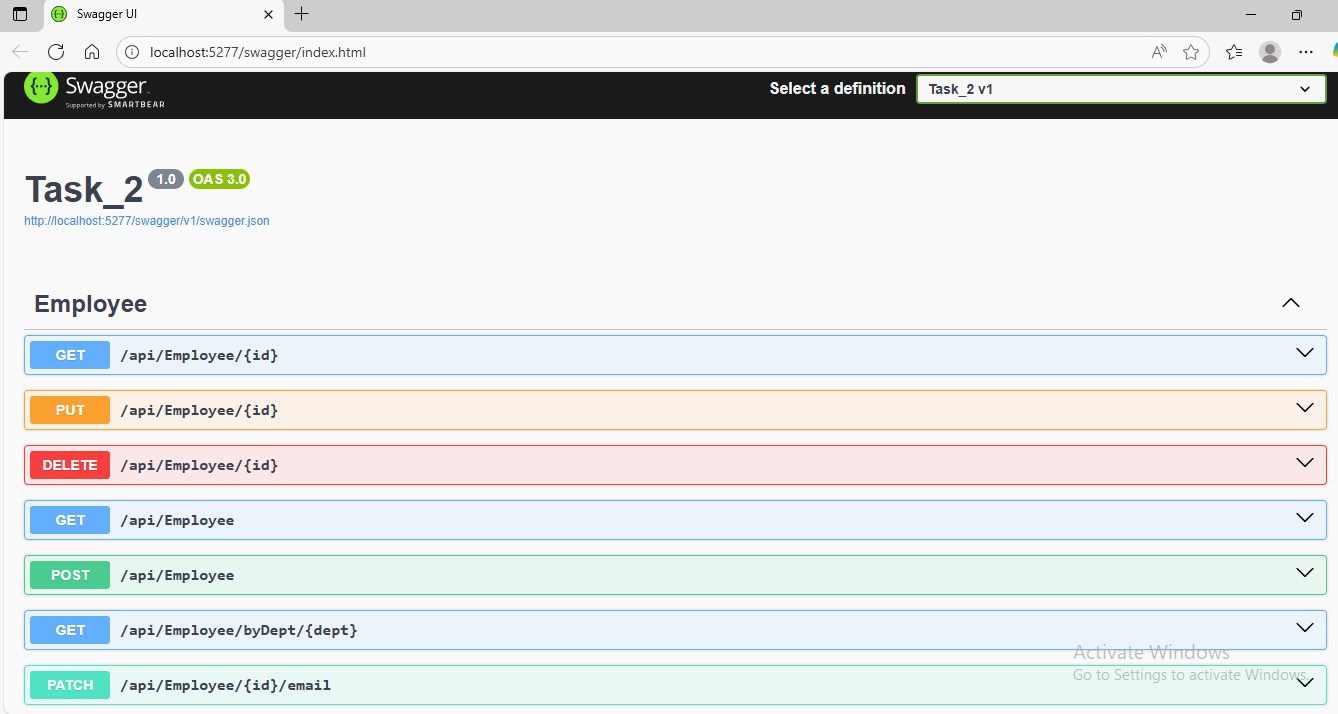 Swagger UI
localhost:5277/swagger/index.html
Swagger
Supported by SMARTBEAR
Select a definition
Task_2 v1
Task_2 1.0 OAS 3.0
http://localhost:5277/swagger/v1/swagger.json
Employee
GET /api/Employee/{id}
PUT /api/Employee/{id}
DELETE /api/Employee/{id}
GET /api/Employee
POST /api/Employee
GET /api/Employee/byDept/{dept}
PATCH /api/Employee/{id}/email
Activate Windows
Go to Settings to activate Windows.